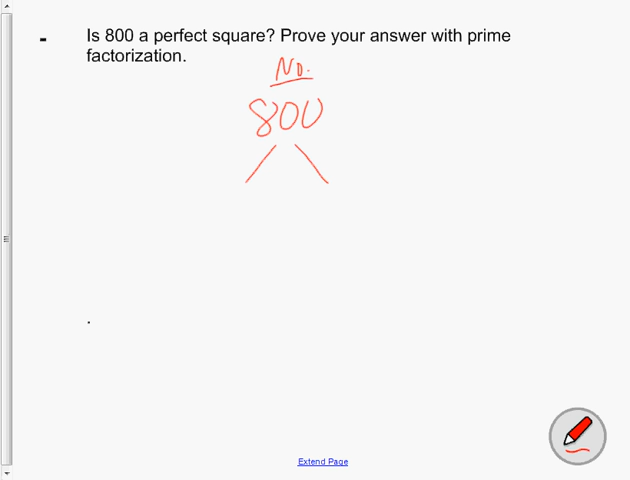 Is 800 a perfect square? Prove your answer with prime
factorization.
No.
800
Extend Page